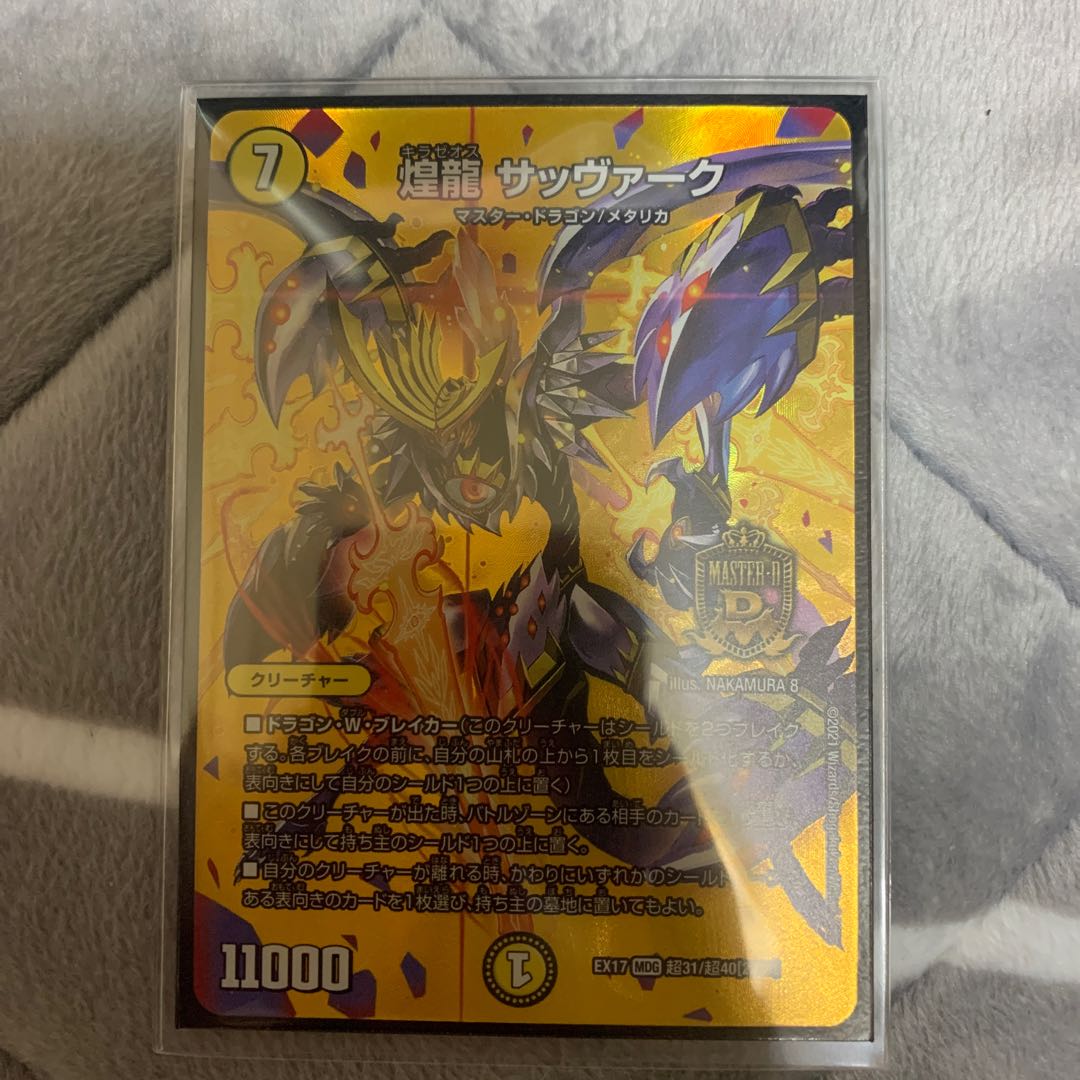 7
キラゼオス
煌龍 サッヴァーク
マスター・ドラゴン/メタリカ
MASTER-D
D
illus. NAKAMURA 8
クリーチャー
■ドラゴン・W・ブレイカー(このクリーチャーはシールドを2つブレイク
する。各ブレイクの前に、自分の山札の上から1枚目をシールド化するか、
表向きにして自分のシールド1つの上に置く)
■このクリーチャーが出た時、バトルゾーンにある相手のカード
表向きにして持ち主のシールド1つの上に置く。
■自分のクリーチャーが離れる時、かわりにいずれかのシールド
ある表向きのカードを1枚選び、持ち主の墓地に置いてもよい。
©2021 Wizards/Shogakukan
11000
1
EX17 MDG 超31/超40